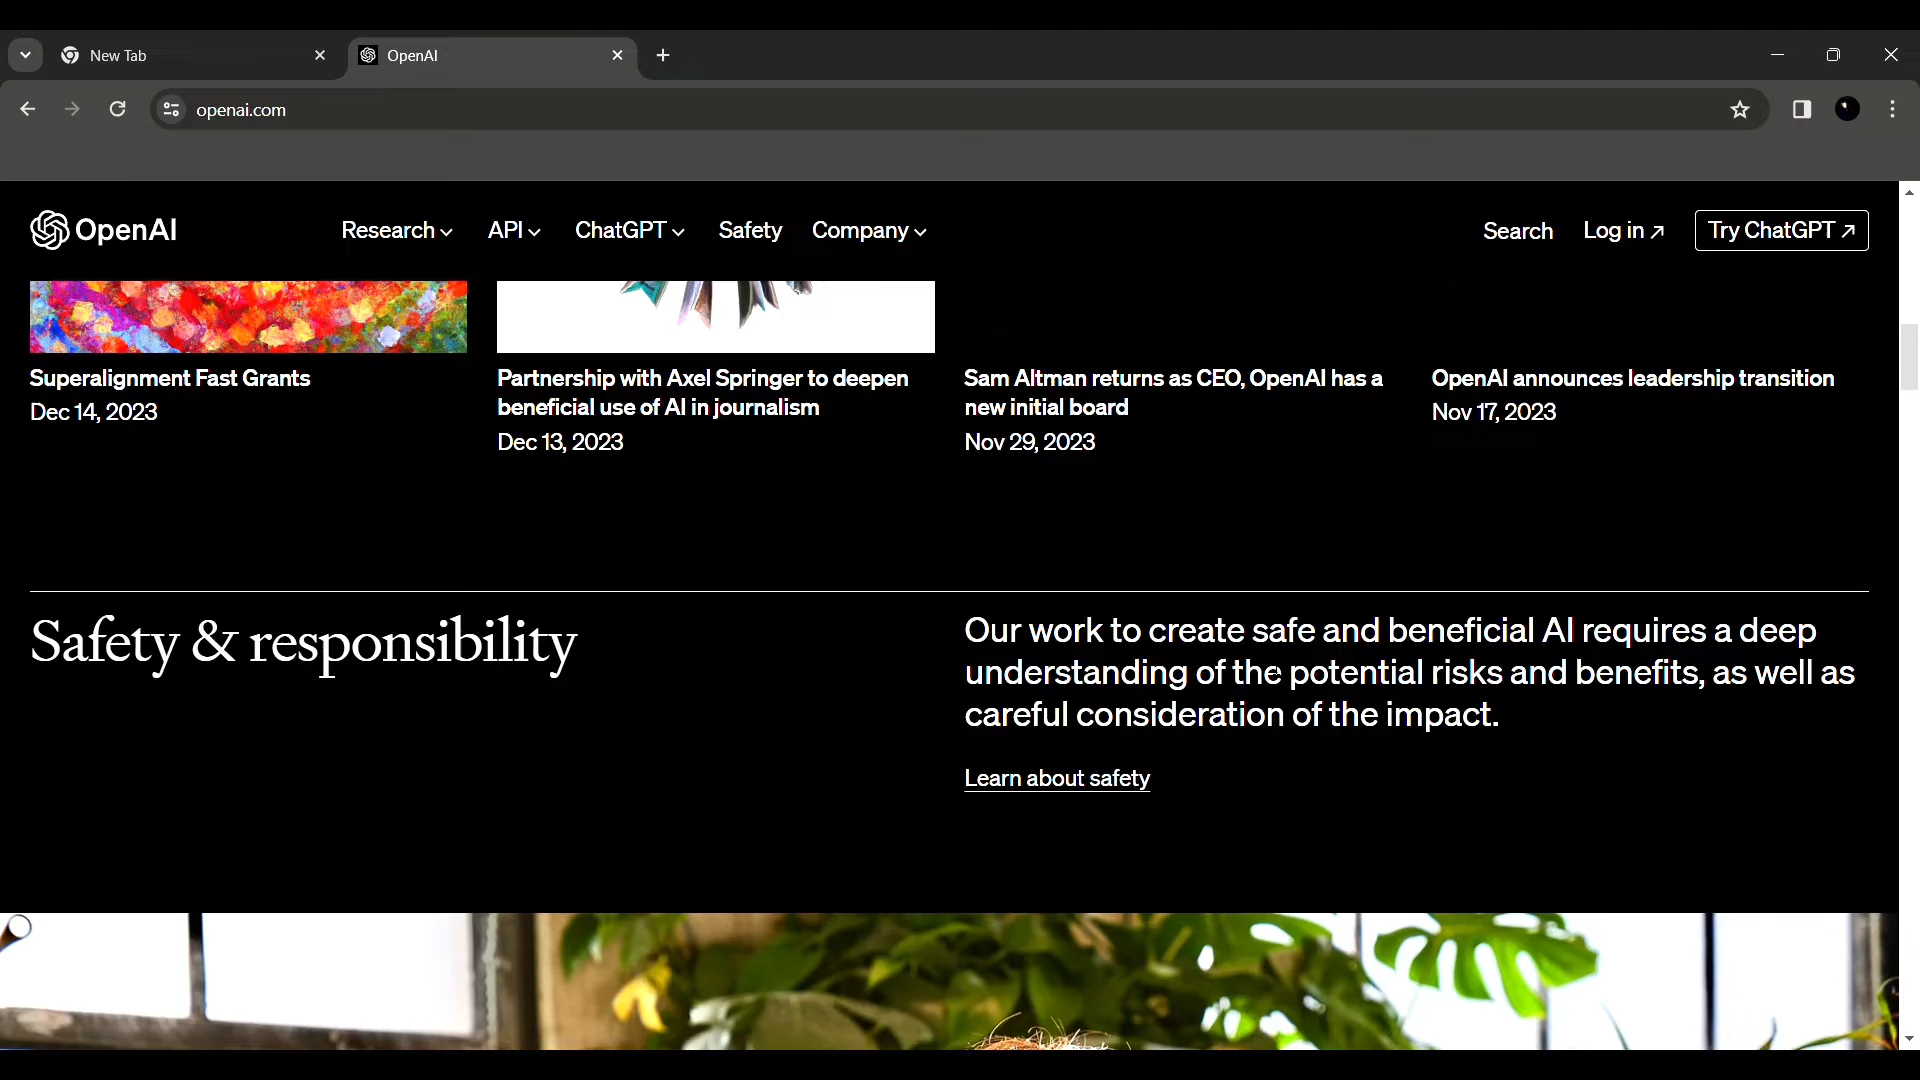 New Tab
OpenAI
openai.com
OpenAI
Research
API
ChatGPT
Safety
Company
Search
Log in ↗
Try ChatGPT ↗
Superalignment Fast Grants
Dec 14, 2023
Partnership with Axel Springer to deepen
beneficial use of AI in journalism
Dec 13, 2023
Sam Altman returns as CEO, OpenAI has a
new initial board
Nov 29, 2023
OpenAI announces leadership transition
Nov 17, 2023
Safety & responsibility
Our work to create safe and beneficial AI requires a deep
understanding of the potential risks and benefits, as well as
careful consideration of the impact.
Learn about safety